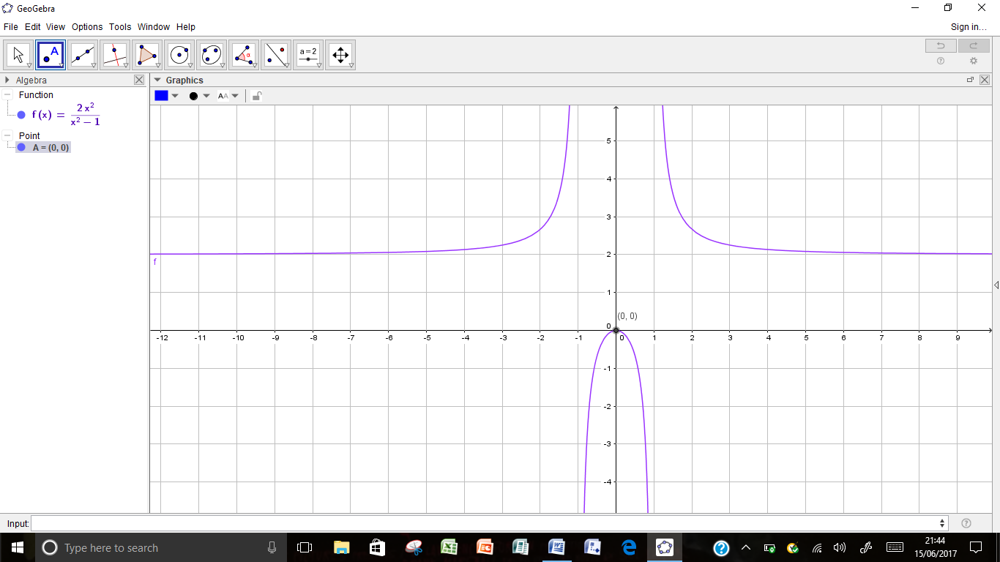 GeoGebra
File Edit View Options Tools Window Help Sign in...
A α a = 2
Algebra
Graphics
Function
f (x) = 2 x² / x² − 1
Point
A = (0, 0)
AA
5
4
3
2
f
1
(0, 0)
0
-12 -11 -10 -9 -8 -7 -6 -5 -4 -3 -2 -1 0 1 2 3 4 5 6 7 8 9
-1
-2
-3
-4
Input:
Type here to search
21:44
15/06/2017